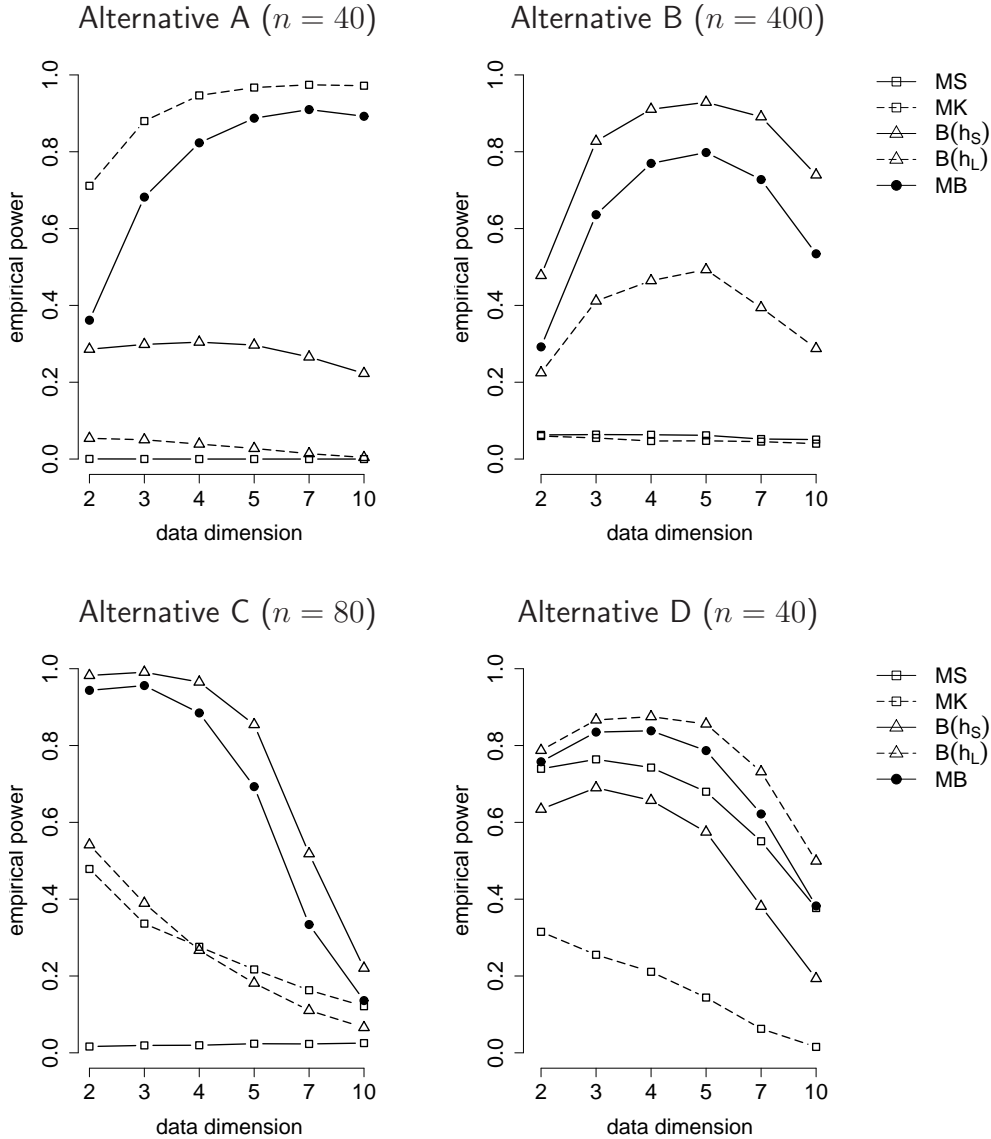 Alternative A (n = 40)
empirical power
0.0 0.2 0.4 0.6 0.8 1.0
2 3 4 5 7 10
data dimension
Alternative B (n = 400)
empirical power
0.0 0.2 0.4 0.6 0.8 1.0
2 3 4 5 7 10
data dimension
MS
MK
B(hS)
B(hL)
MB
Alternative C (n = 80)
empirical power
0.0 0.2 0.4 0.6 0.8 1.0
2 3 4 5 7 10
data dimension
Alternative D (n = 40)
empirical power
0.0 0.2 0.4 0.6 0.8 1.0
2 3 4 5 7 10
data dimension
MS
MK
B(hS)
B(hL)
MB